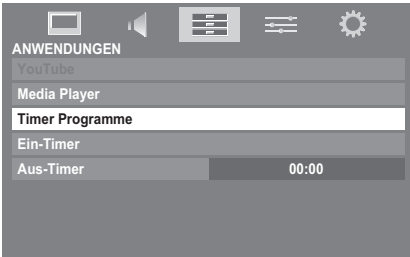 ANWENDUNGEN
YouTube
Media Player
Timer Programme
Ein-Timer
Aus-Timer 00:00